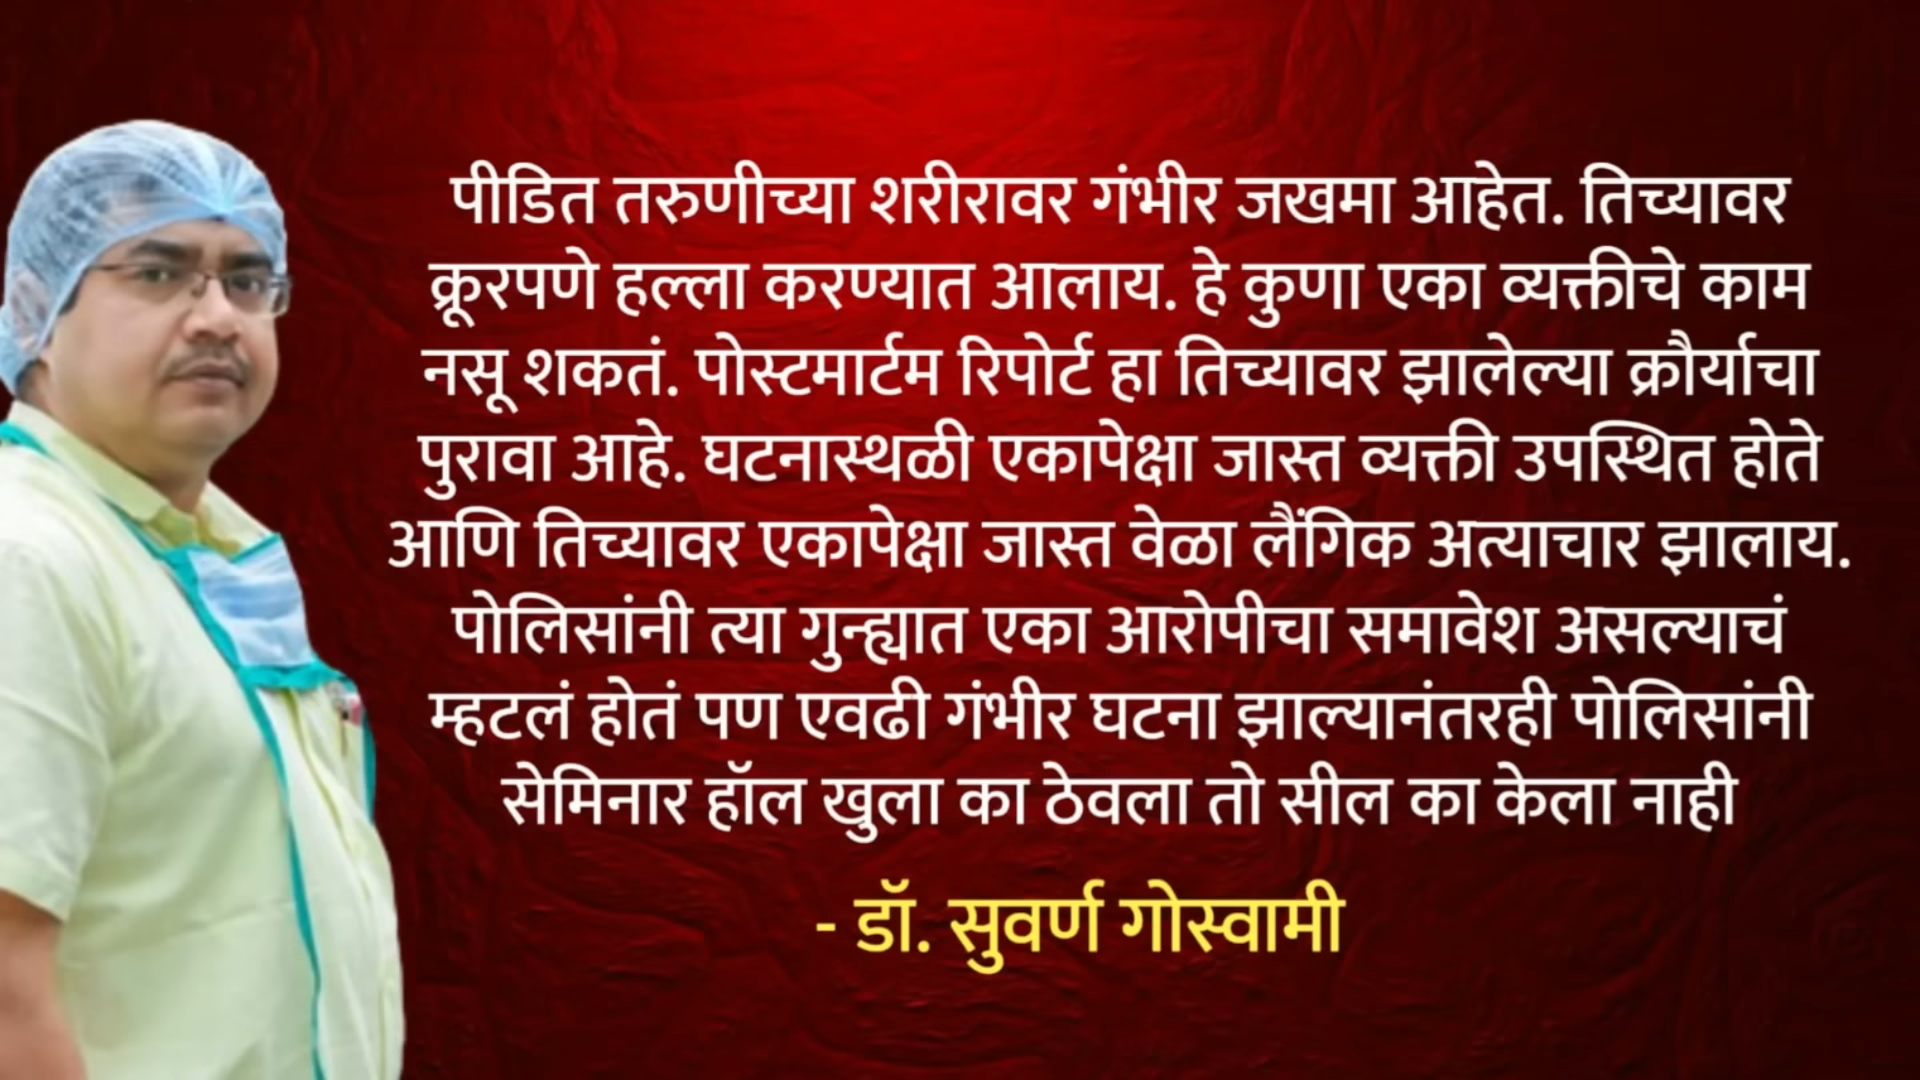 पीडित तरुणीच्या शरीरावर गंभीर जखमा आहेत. तिच्यावर
क्रूरपणे हल्ला करण्यात आलाय. हे कुणा एका व्यक्तीचे काम
नसू शकतं. पोस्टमार्टम रिपोर्ट हा तिच्यावर झालेल्या क्रौर्याचा
पुरावा आहे. घटनास्थळी एकापेक्षा जास्त व्यक्ती उपस्थित होते
आणि तिच्यावर एकापेक्षा जास्त वेळा लैंगिक अत्याचार झालाय.
पोलिसांनी त्या गुन्ह्यात एका आरोपीचा समावेश असल्याचं
म्हटलं होतं पण एवढी गंभीर घटना झाल्यानंतरही पोलिसांनी
सेमिनार हॉल खुला का ठेवला तो सील का केला नाही
- डॉ. सुवर्ण गोस्वामी